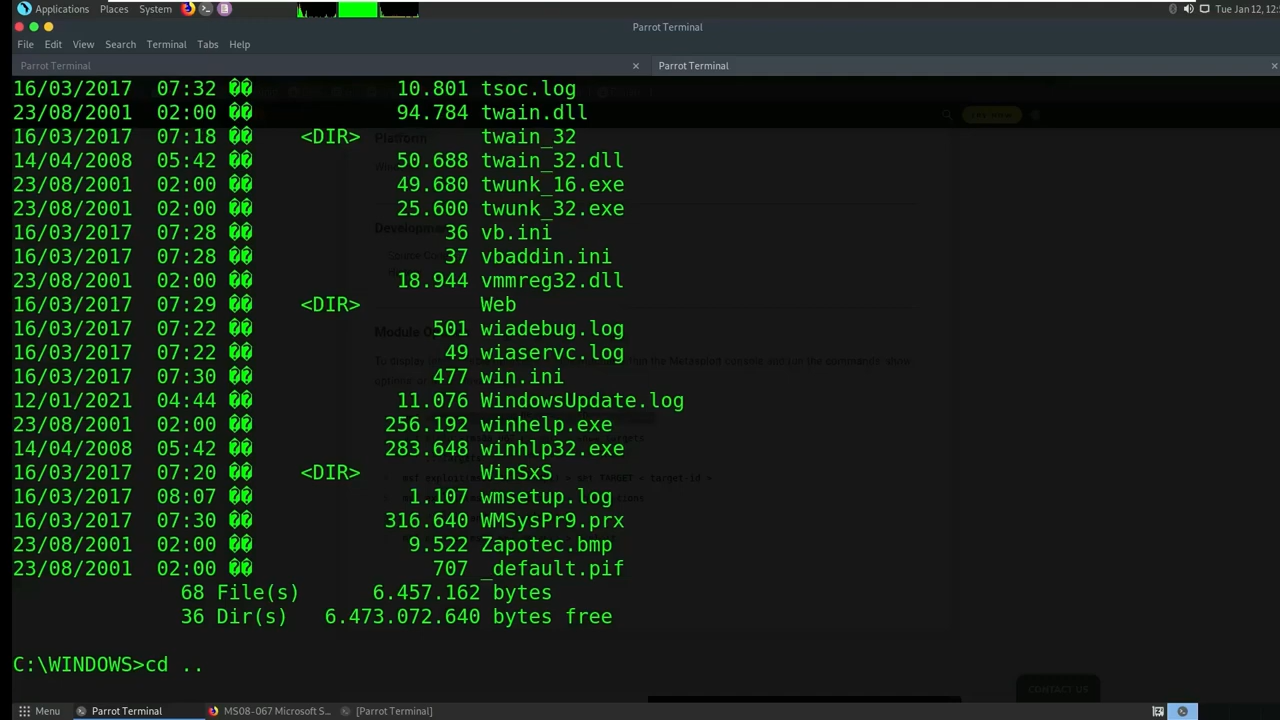 Applications Places System Tue Jan 12, 12:5
Parrot Terminal
File Edit View Search Terminal Tabs Help
Parrot Terminal × Parrot Terminal ×
16/03/2017 07:32 �� 10.801 tsoc.log
23/08/2001 02:00 �� 94.784 twain.dll
16/03/2017 07:18 �� <DIR> twain_32
14/04/2008 05:42 �� 50.688 twain_32.dll
23/08/2001 02:00 �� 49.680 twunk_16.exe
23/08/2001 02:00 �� 25.600 twunk_32.exe
16/03/2017 07:28 �� 36 vb.ini
16/03/2017 07:28 �� 37 vbaddin.ini
23/08/2001 02:00 �� 18.944 vmmreg32.dll
16/03/2017 07:29 �� <DIR> Web
16/03/2017 07:22 �� 501 wiadebug.log
16/03/2017 07:22 �� 49 wiaservc.log
16/03/2017 07:30 �� 477 win.ini
12/01/2021 04:44 �� 11.076 WindowsUpdate.log
23/08/2001 02:00 �� 256.192 winhelp.exe
14/04/2008 05:42 �� 283.648 winhlp32.exe
16/03/2017 07:20 �� <DIR> WinSxS
16/03/2017 08:07 �� 1.107 wmsetup.log
16/03/2017 07:30 �� 316.640 WMSysPr9.prx
23/08/2001 02:00 �� 9.522 Zapotec.bmp
23/08/2001 02:00 �� 707 _default.pif
68 File(s) 6.457.162 bytes
36 Dir(s) 6.473.072.640 bytes free
C:\WINDOWS>cd ..
Platform
Module
CONTACT US
Menu Parrot Terminal MS08-067 Microsoft S... [Parrot Terminal]